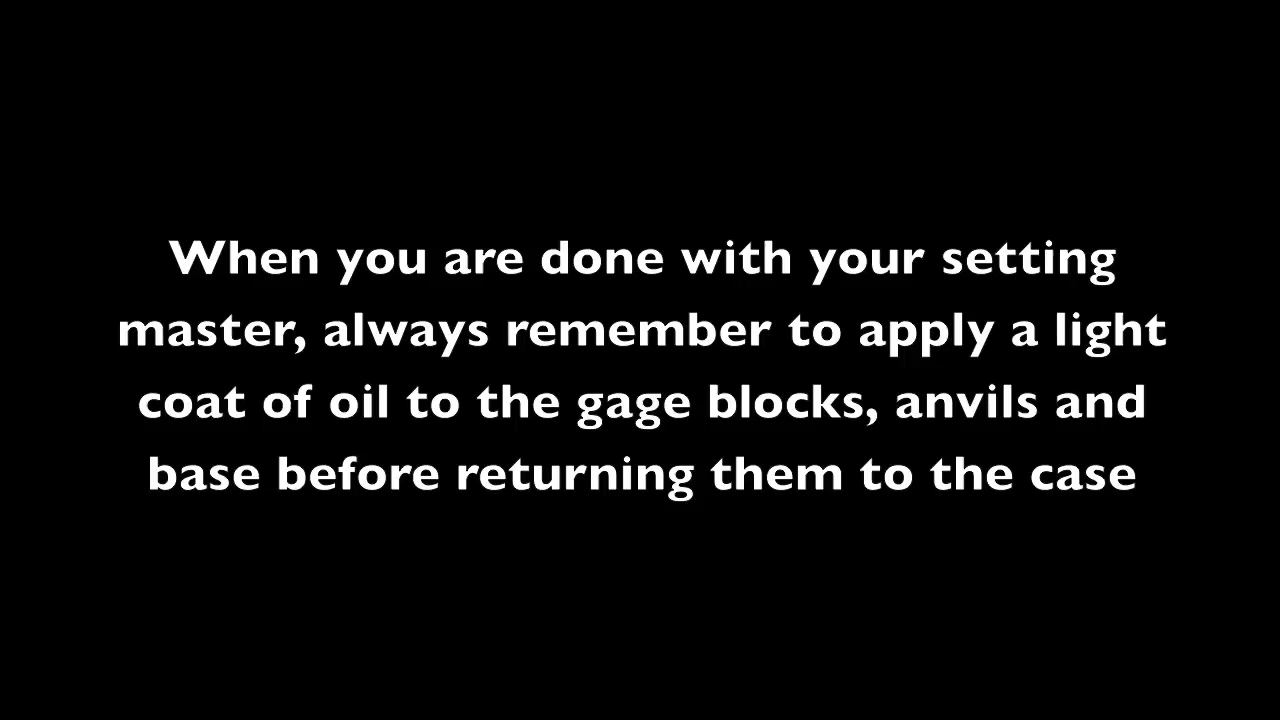 When you are done with your setting
master, always remember to apply a light
coat of oil to the gage blocks, anvils and
base before returning them to the case